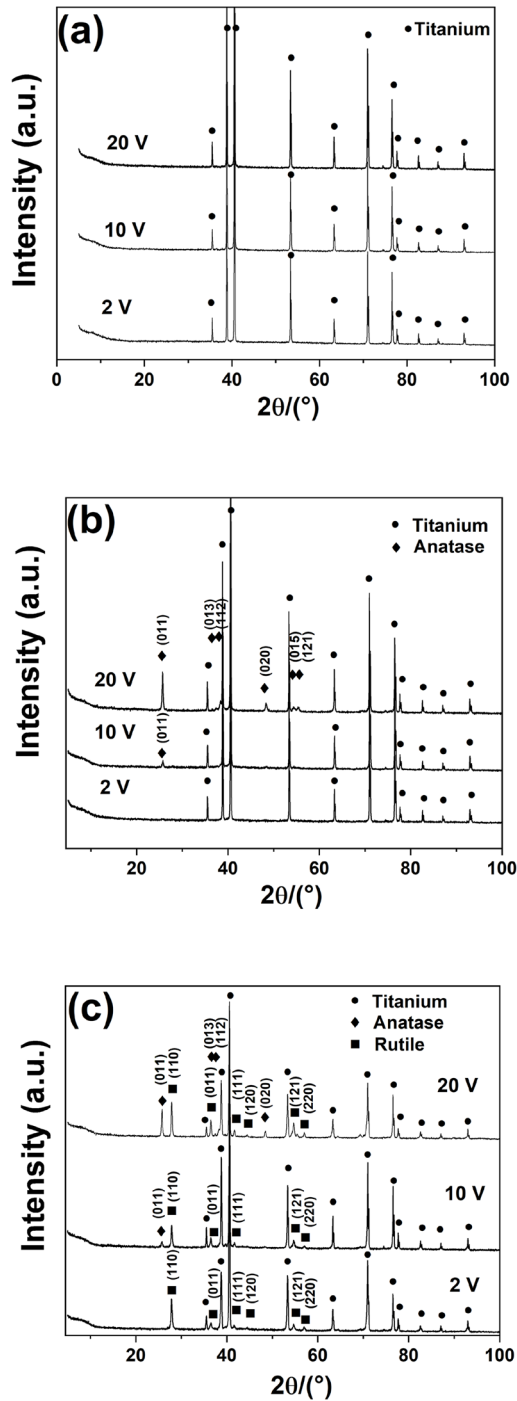 (a)
Titanium
20 V
10 V
2 V
0
20
40
60
80
100
2θ/(°)
Intensity (a.u.)
(b)
Titanium
Anatase
(011)
(013)
(112)
(020)
(015)
(121)
20 V
(011)
10 V
2 V
20
40
60
80
100
2θ/(°)
Intensity (a.u.)
(c)
Titanium
Anatase
Rutile
(011)
(110)
(011)
(013)
(112)
(111)
(120)
(020)
(121)
(220)
20 V
(011)
(110)
(011)
(111)
(121)
(220)
10 V
(110)
(011)
(111)
(120)
(121)
(220)
2 V
20
40
60
80
100
2θ/(°)
Intensity (a.u.)